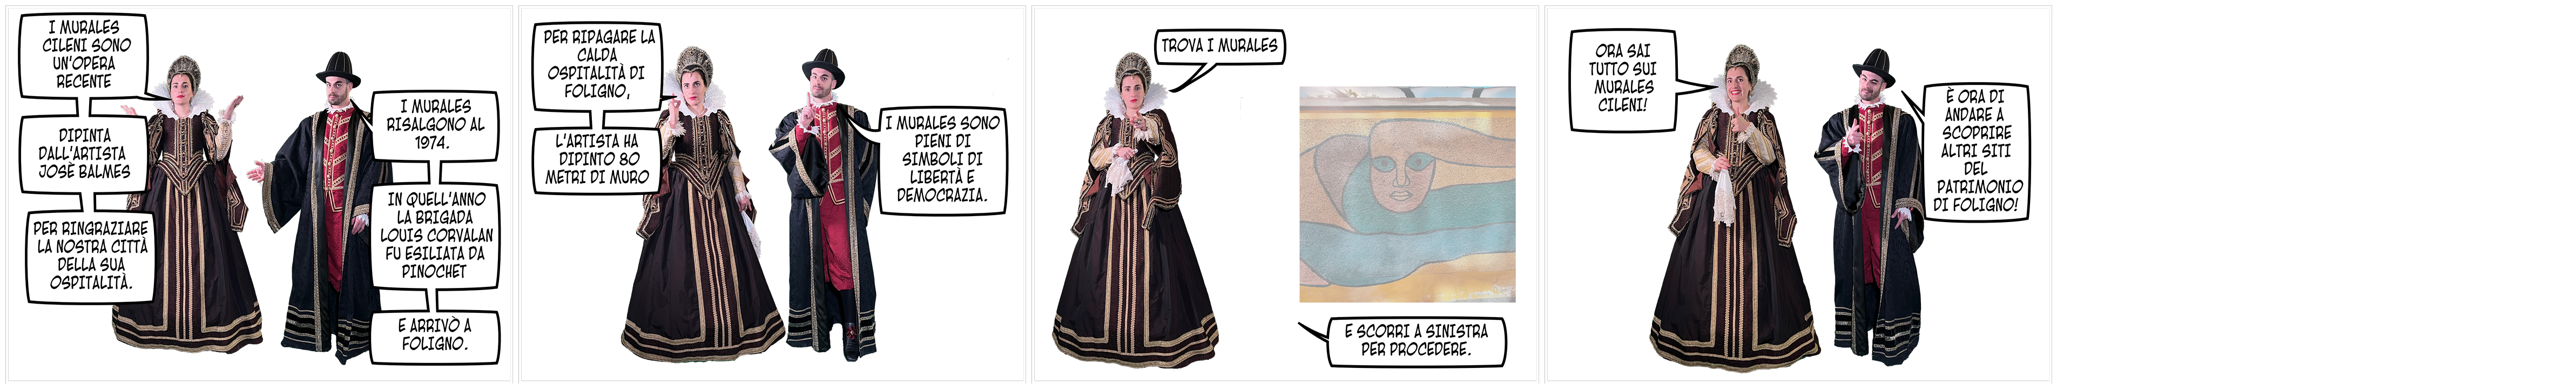 I MURALES
CILENI SONO
UN'OPERA
RECENTE
DIPINTA
DALL'ARTISTA
JOSÈ BALMES
PER RINGRAZIARE
LA NOSTRA CITTÀ
DELLA SUA
OSPITALITÀ.
I MURALES
RISALGONO AL
1974.
IN QUELL'ANNO
LA BRIGADA
LOUIS CORVALAN
FU ESILIATA DA
PINOCHET
E ARRIVÒ A
FOLIGNO.
PER RIPAGARE LA
CALDA
OSPITALITÀ DI
FOLIGNO,
L'ARTISTA HA
DIPINTO 80
METRI DI MURO
I MURALES SONO
PIENI DI
SIMBOLI DI
LIBERTÀ E
DEMOCRAZIA.
TROVA I MURALES
E SCORRI A SINISTRA
PER PROCEDERE.
ORA SAI
TUTTO SUI
MURALES
CILENI!
È ORA DI
ANDARE A
SCOPRIRE
ALTRI SITI
DEL
PATRIMONIO
DI FOLIGNO!